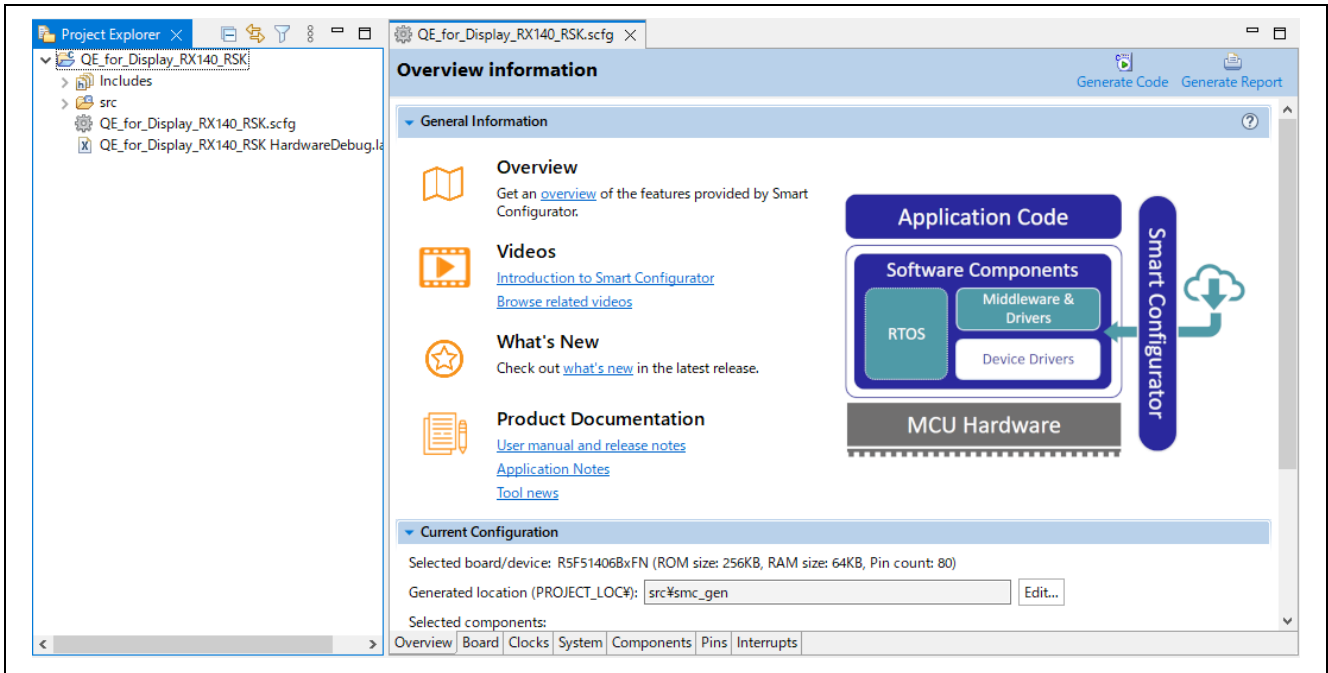 Project Explorer
QE_for_Display_RX140_RSK
Includes
src
QE_for_Display_RX140_RSK.scfg
QE_for_Display_RX140_RSK HardwareDebug.la
QE_for_Display_RX140_RSK.scfg
Overview information
Generate Code
Generate Report
General Information
Overview
Get an overview of the features provided by Smart
Configurator.
Videos
Introduction to Smart Configurator
Browse related videos
What's New
Check out what's new in the latest release.
Product Documentation
User manual and release notes
Application Notes
Tool news
Application Code
Software Components
RTOS
Middleware &
Drivers
Device Drivers
MCU Hardware
Smart Configurator
Current Configuration
Selected board/device: R5F51406BxFN (ROM size: 256KB, RAM size: 64KB, Pin count: 80)
Generated location (PROJECT_LOC¥): src¥smc_gen Edit...
Selected components:
Overview Board Clocks System Components Pins Interrupts